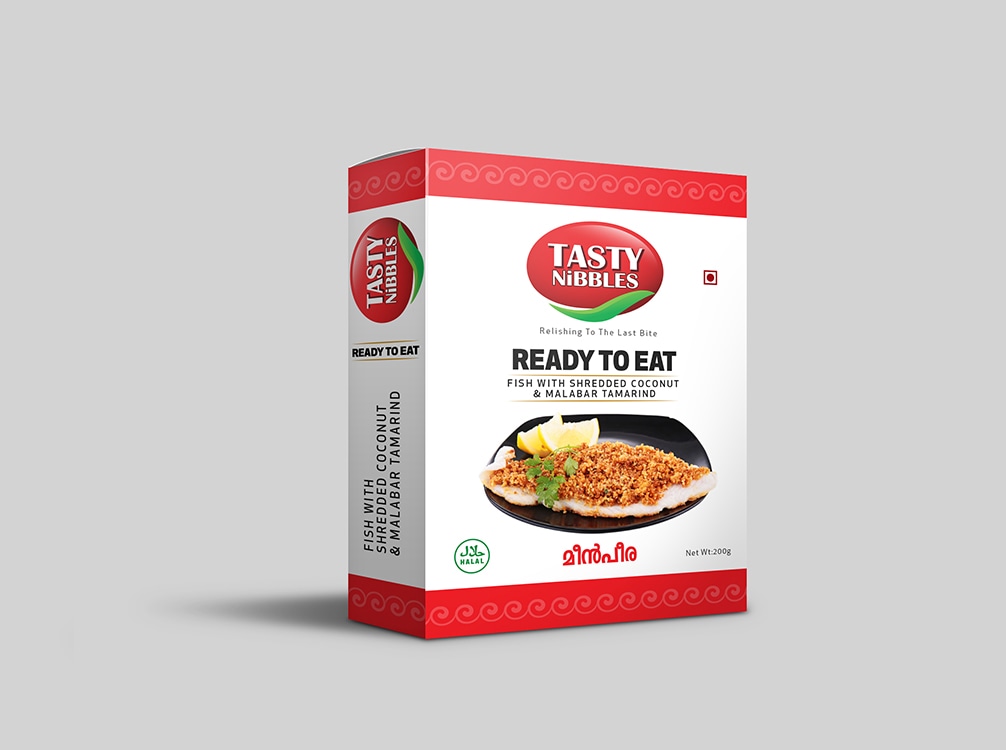 TASTY
NiBBLES
READY TO EAT
FISH WITH
SHREDDED COCONUT
& MALABAR TAMARIND
TASTY
NiBBLES
Relishing To The Last Bite
READY TO EAT
FISH WITH SHREDDED COCONUT
& MALABAR TAMARIND
حلال
HALAL
മീൻപീര
Net Wt:200g